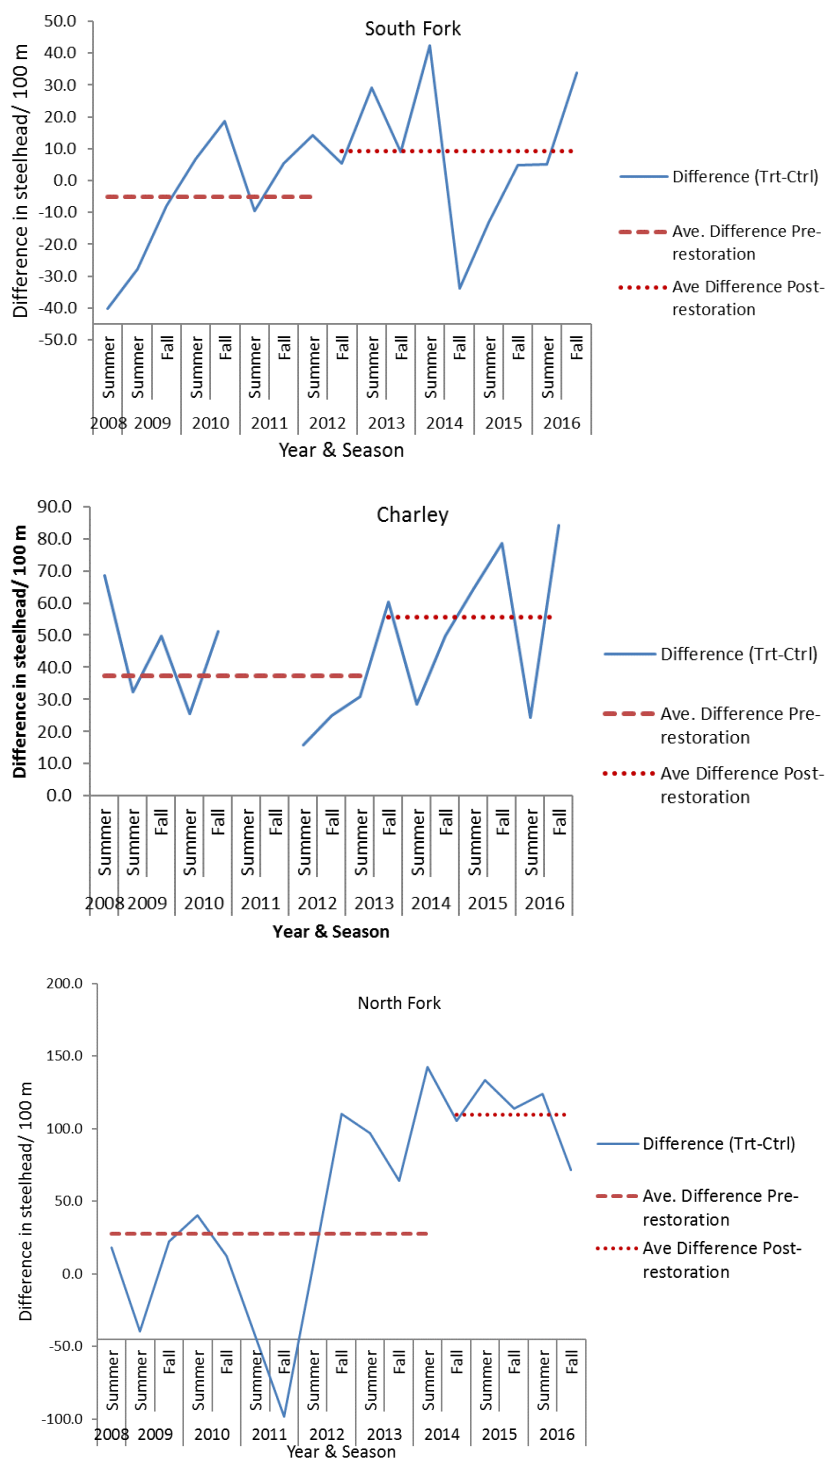 South Fork
Difference in steelhead/ 100 m
50.0
40.0
30.0
20.0
10.0
0.0
-10.0
-20.0
-30.0
-40.0
-50.0
Summer Summer Fall Summer Fall Summer Fall Summer Fall Summer Fall Summer Fall Summer Fall Summer Fall
2008 2009 2010 2011 2012 2013 2014 2015 2016
Year & Season
Difference (Trt-Ctrl)
Ave. Difference Pre-
restoration
Ave Difference Post-
restoration
Charley
Difference in steelhead/ 100 m
90.0
80.0
70.0
60.0
50.0
40.0
30.0
20.0
10.0
0.0
Summer Summer Fall Summer Fall Summer Fall Summer Fall Summer Fall Summer Fall Summer Fall Summer Fall
2008 2009 2010 2011 2012 2013 2014 2015 2016
Year & Season
Difference (Trt-Ctrl)
Ave. Difference Pre-
restoration
Ave Difference Post-
restoration
North Fork
Difference in steelhead/ 100 m
200.0
150.0
100.0
50.0
0.0
-50.0
-100.0
Summer Summer Fall Summer Fall Summer Fall Summer Fall Summer Fall Summer Fall Summer Fall Summer Fall
2008 2009 2010 2011 2012 2013 2014 2015 2016
Year & Season
Difference (Trt-Ctrl)
Ave. Difference Pre-
restoration
Ave Difference Post-
restoration